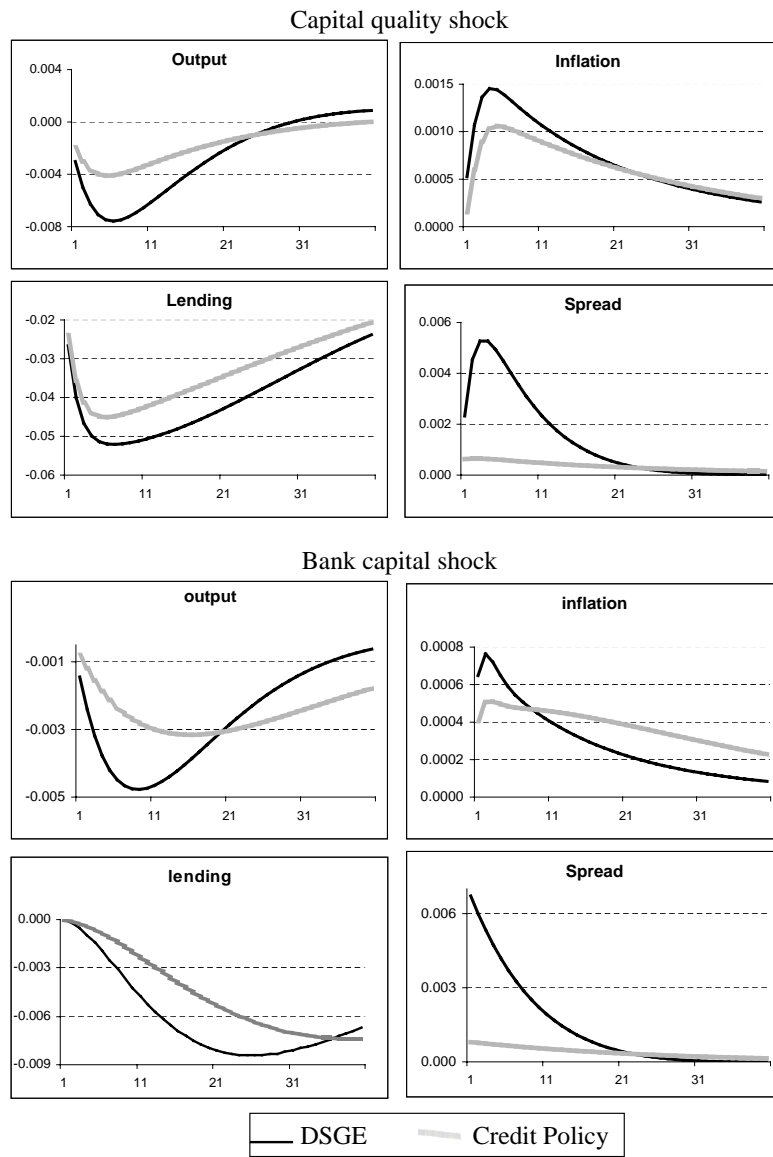 Capital quality shock
Output
0.004
0.000
-0.004
-0.008
1 11 21 31
Inflation
0.0015
0.0010
0.0005
0.0000
1 11 21 31
Lending
-0.02
-0.03
-0.04
-0.05
-0.06
1 11 21 31
Spread
0.006
0.004
0.002
0.000
1 11 21 31
Bank capital shock
output
-0.001
-0.003
-0.005
1 11 21 31
inflation
0.0008
0.0006
0.0004
0.0002
0.0000
1 11 21 31
lending
0.000
-0.003
-0.006
-0.009
1 11 21 31
Spread
0.006
0.003
0.000
1 11 21 31
DSGE Credit Policy